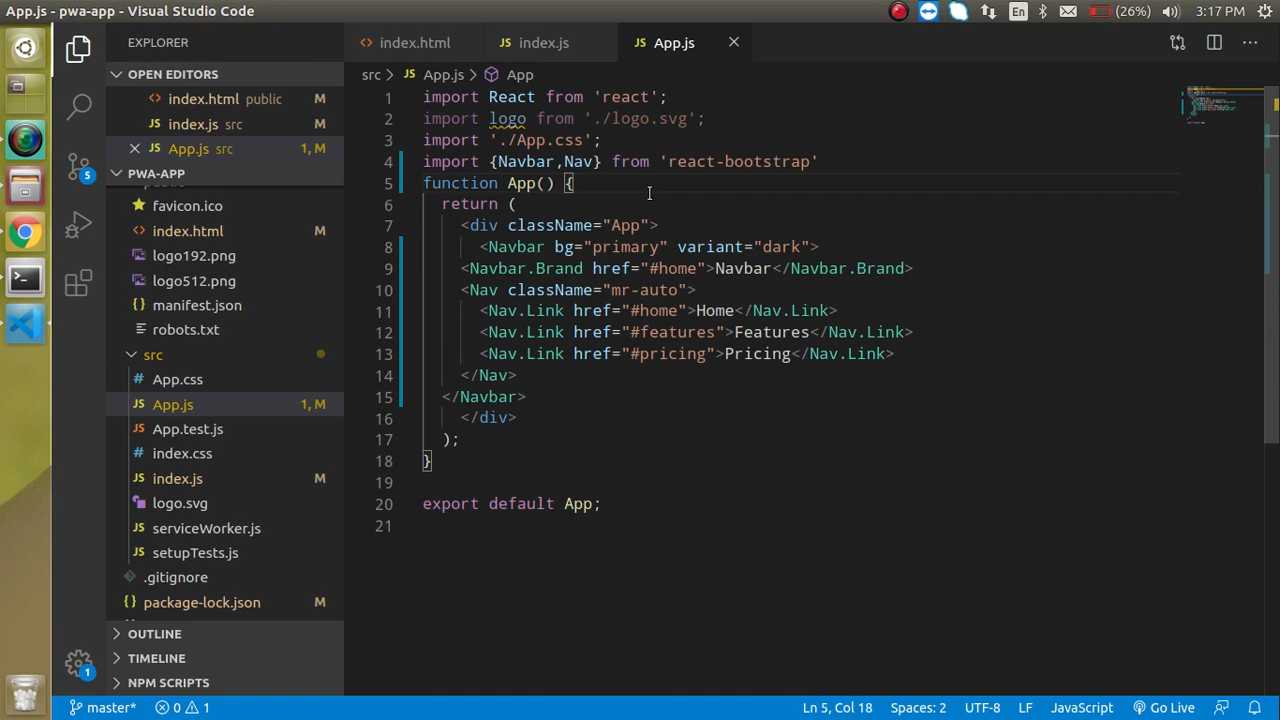 App.js - pwa-app - Visual Studio Code
En
(26%)
3:17 PM
EXPLORER
OPEN EDITORS
index.html public M
index.js src M
App.js src 1, M
PWA-APP
public
favicon.ico
index.html M
logo192.png
logo512.png
manifest.json
robots.txt
src
App.css
App.js 1, M
App.test.js
index.css
index.js M
logo.svg
serviceWorker.js
setupTests.js
.gitignore
package-lock.json M
OUTLINE
TIMELINE
NPM SCRIPTS
5
1
index.html
JS index.js
JS App.js
src > JS App.js > App
1 import React from 'react';
2 import logo from './logo.svg';
3 import './App.css';
4 import {Navbar,Nav} from 'react-bootstrap'
5 function App() {
6 return (
7 <div className="App">
8 <Navbar bg="primary" variant="dark">
9 <Navbar.Brand href="#home">Navbar</Navbar.Brand>
10 <Nav className="mr-auto">
11 <Nav.Link href="#home">Home</Nav.Link>
12 <Nav.Link href="#features">Features</Nav.Link>
13 <Nav.Link href="#pricing">Pricing</Nav.Link>
14 </Nav>
15 </Navbar>
16 </div>
17 );
18 }
19
20 export default App;
21
master* 0 1
Ln 5, Col 18
Spaces: 2
UTF-8
LF
JavaScript
Go Live